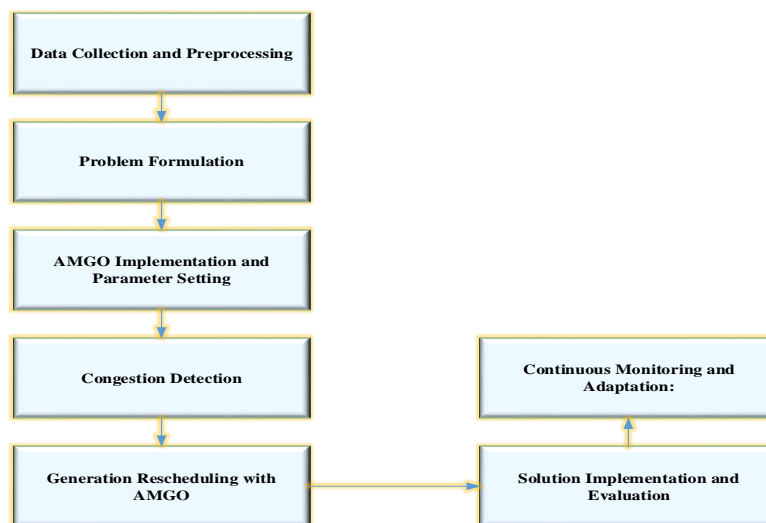 Data Collection and Preprocessing
Problem Formulation
AMGO Implementation and
Parameter Setting
Congestion Detection
Generation Rescheduling with
AMGO
Solution Implementation and
Evaluation
Continuous Monitoring and
Adaptation: